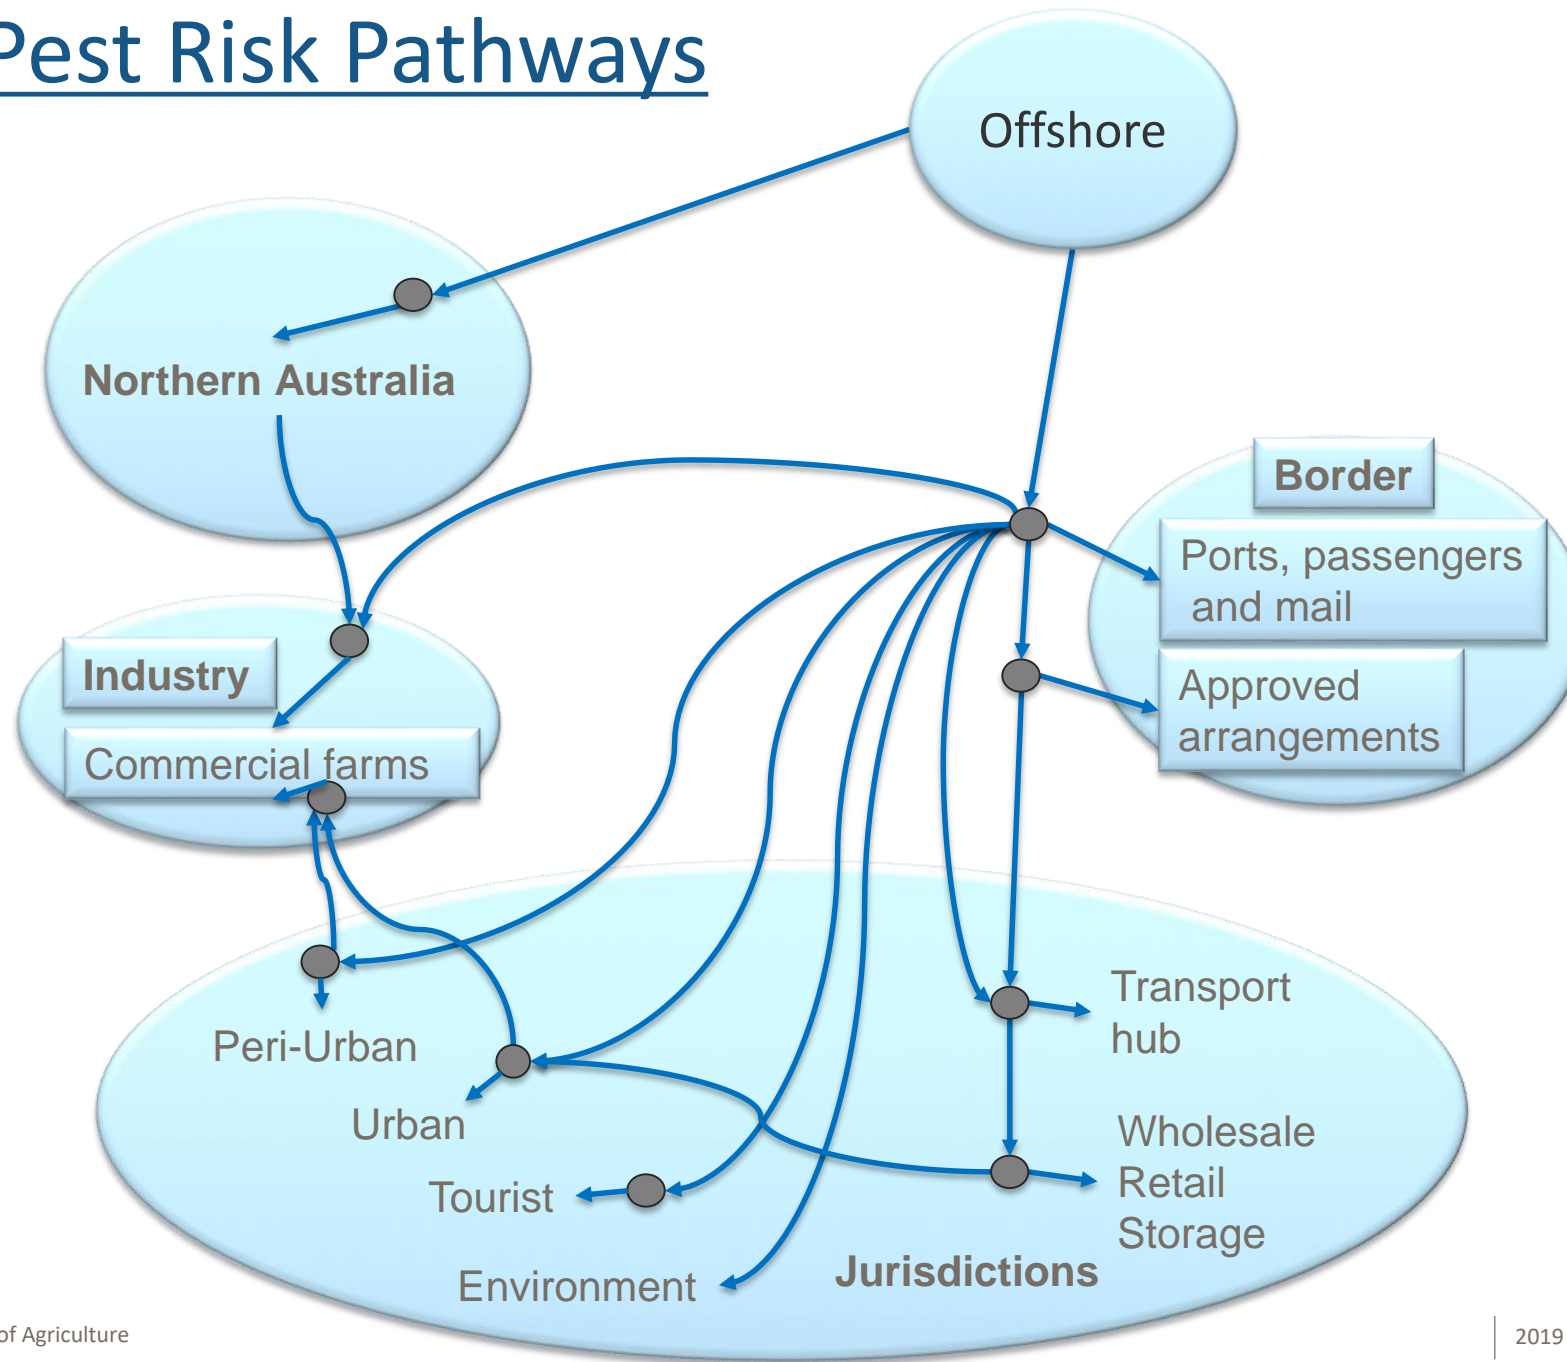 Pest Risk Pathways
Offshore
Northern Australia
Border
Ports, passengers
and mail
Approved
arrangements
Industry
Commercial farms
Peri-Urban
Urban
Tourist
Environment
Transport
hub
Wholesale
Retail
Storage
Jurisdictions
of Agriculture
2019